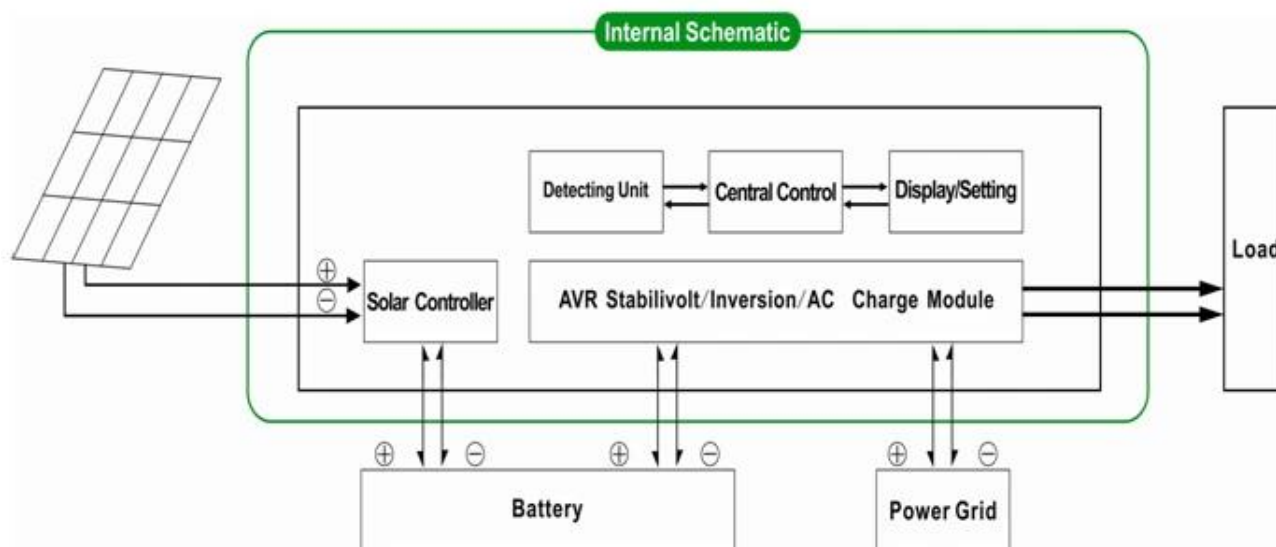 Internal Schematic
Detecting Unit
Central Control
Display/Setting
Load
⊕
⊖
Solar Controller
AVR Stabilivolt/Inversion/AC Charge Module
⊕ ⊖ ⊕ ⊖ ⊕ ⊖
Battery
Power Grid